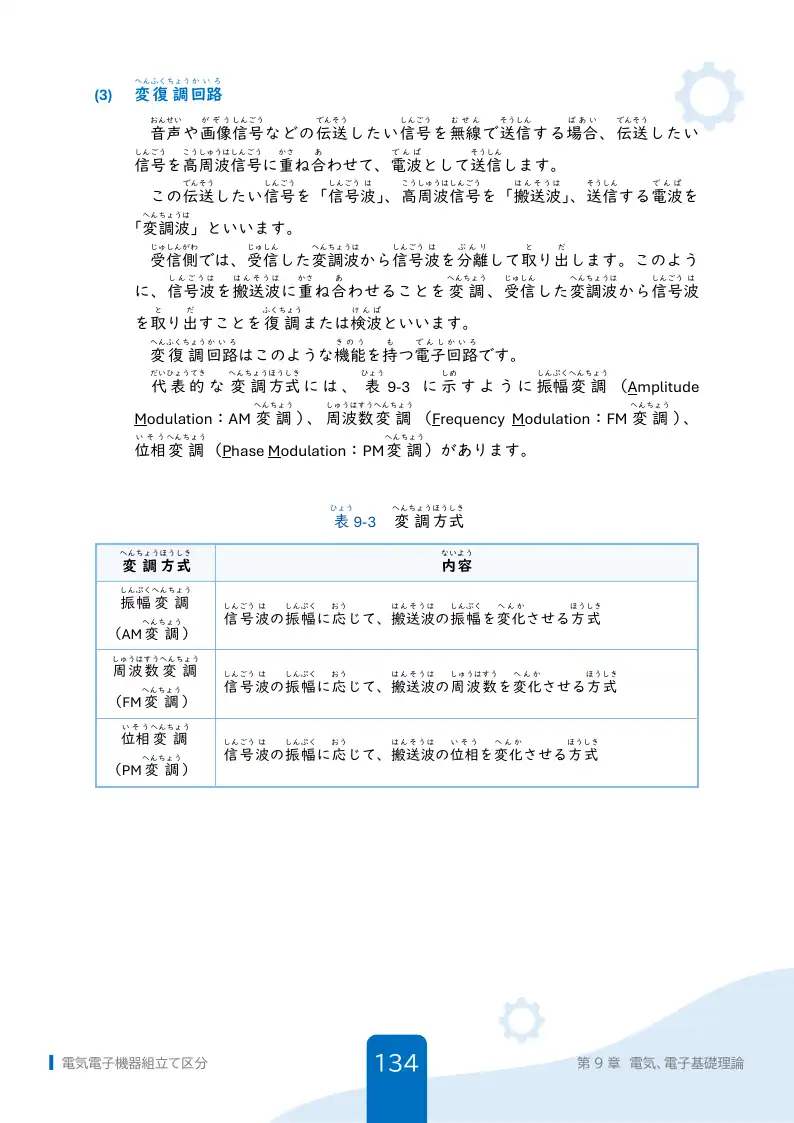 (3) 変復調回路
音声や画像信号などの伝送したい信号を無線で送信する場合、伝送したい
信号を高周波信号に重ね合わせて、電波として送信します。
この伝送したい信号を「信号波」、高周波信号を「搬送波」、送信する電波を
「変調波」といいます。
受信側では、受信した変調波から信号波を分離して取り出します。このよう
に、信号波を搬送波に重ね合わせることを変調、受信した変調波から信号波
を取り出すことを復調または検波といいます。
変復調回路はこのような機能を持つ電子回路です。
代表的な変調方式には、表 9-3 に示すように振幅変調（Amplitude
Modulation：AM 変調）、周波数変調（Frequency Modulation：FM 変調）、
位相変調（Phase Modulation：PM変調）があります。
表 9-3 変調方式
変調方式 内容
振幅変調
（AM変調）
信号波の振幅に応じて、搬送波の振幅を変化させる方式
周波数変調
（FM変調）
信号波の振幅に応じて、搬送波の周波数を変化させる方式
位相変調
（PM変調）
信号波の振幅に応じて、搬送波の位相を変化させる方式
電気電子機器組立て区分
134
第 9 章 電気、電子基礎理論